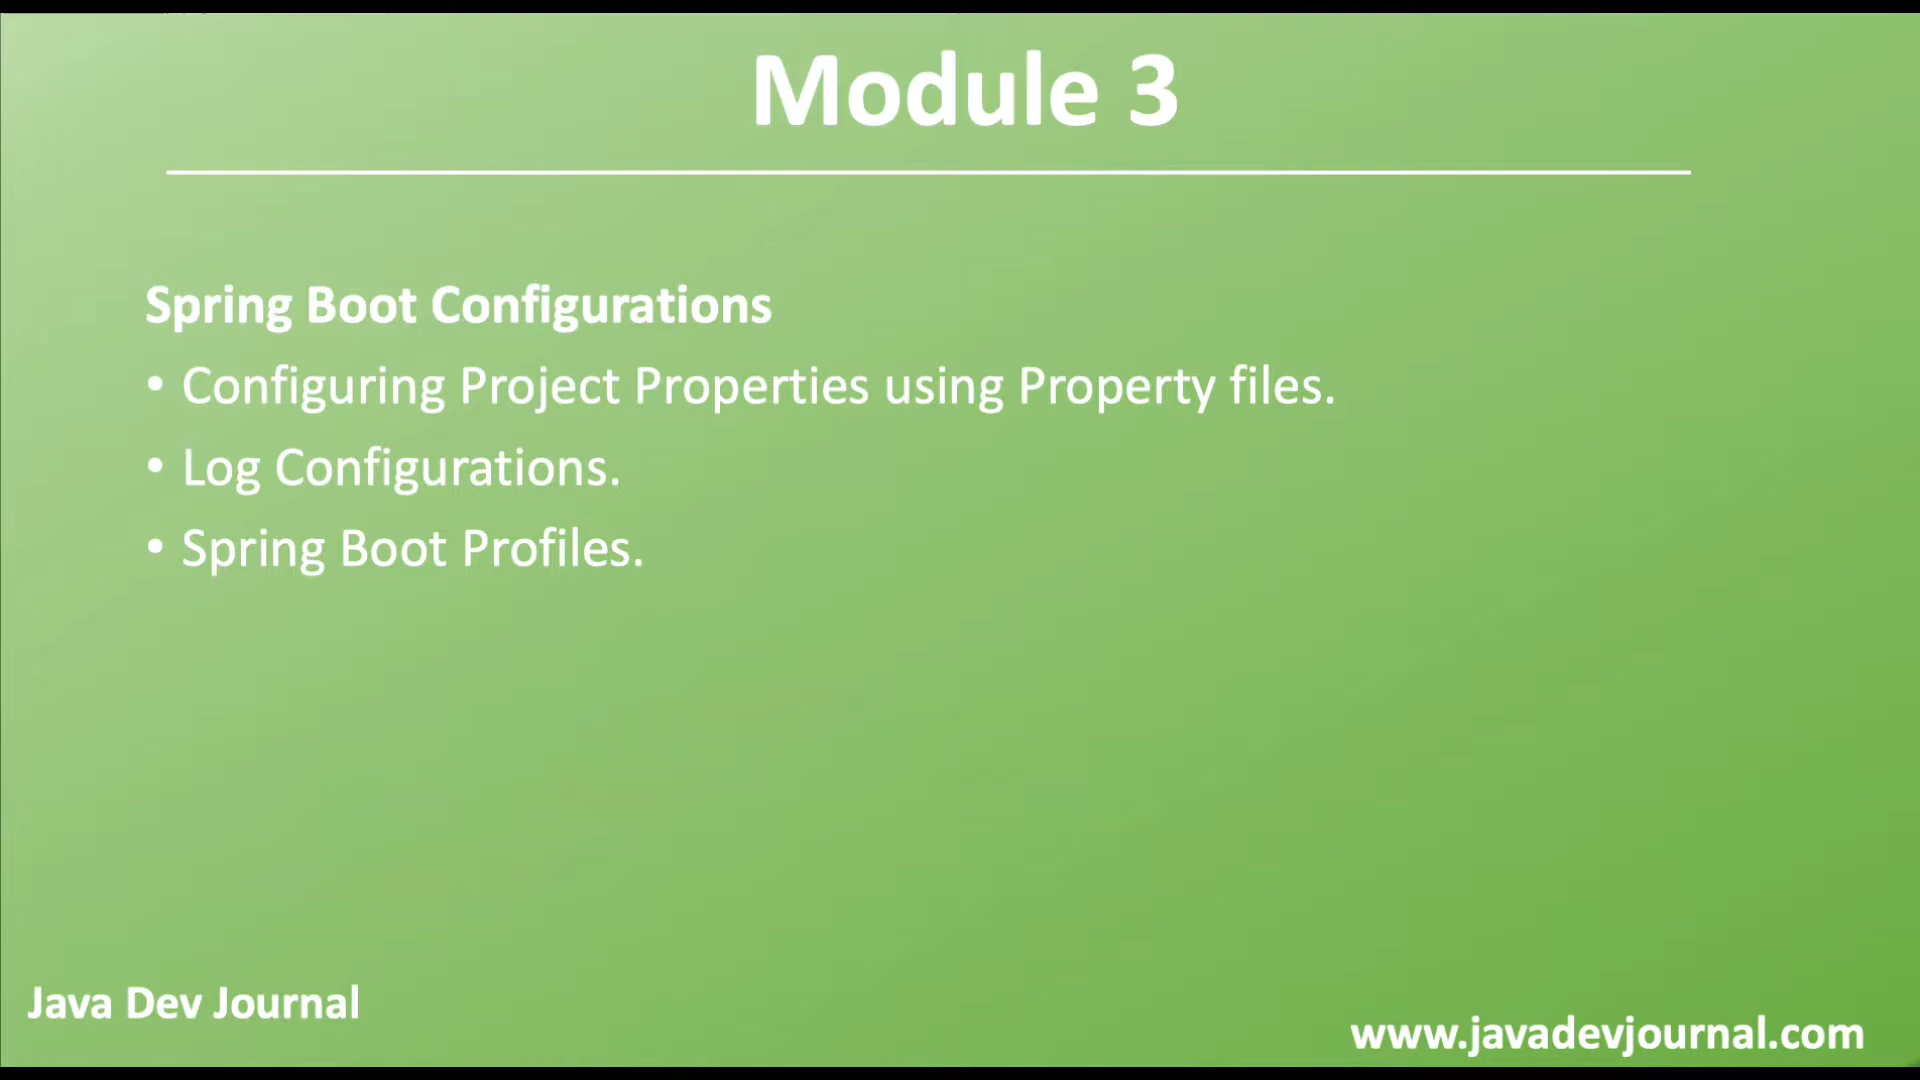 Module 3
Spring Boot Configurations
• Configuring Project Properties using Property files.
• Log Configurations.
• Spring Boot Profiles.
Java Dev Journal
www.javadevjournal.com